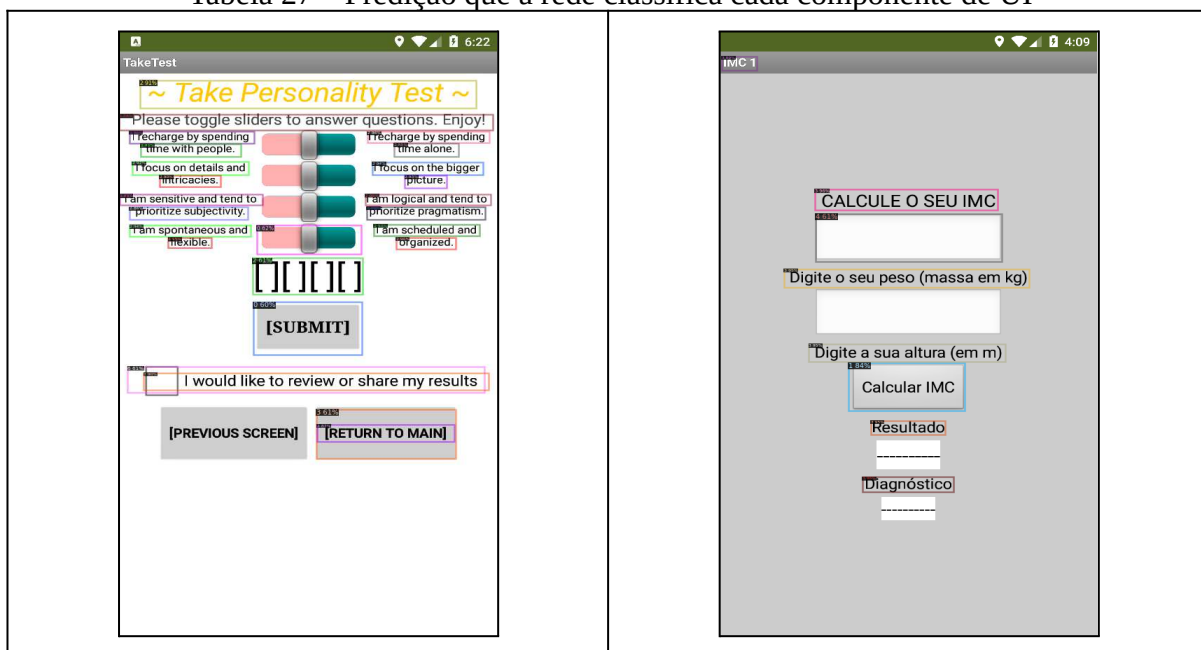 Tabela 27 – Predição que a rede classifica cada componente de UI
6:22
TakeTest
~ Take Personality Test ~
Please toggle sliders to answer questions. Enjoy!
I recharge by spending
time with people.
I recharge by spending
time alone.
I focus on details and
intricacies.
I focus on the bigger
picture.
I am sensitive and tend to
prioritize subjectivity.
I am logical and tend to
prioritize pragmatism.
I am spontaneous and
flexible.
I am scheduled and
organized.
[ ][ ][ ][ ]
[SUBMIT]
I would like to review or share my results
[PREVIOUS SCREEN]
[RETURN TO MAIN]
4:09
IMC 1
CALCULE O SEU IMC
Digite o seu peso (massa em kg)
Digite a sua altura (em m)
Calcular IMC
Resultado
----------
Diagnóstico
----------